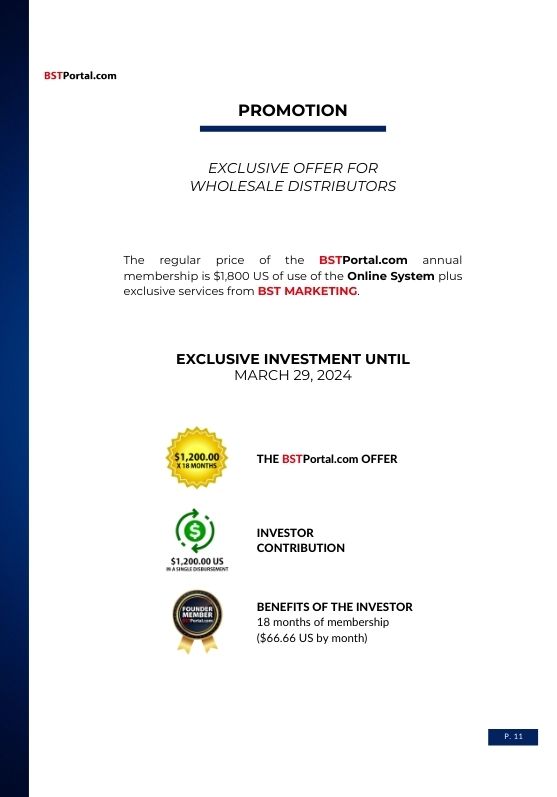 BSTPortal.com
PROMOTION
EXCLUSIVE OFFER FOR
WHOLESALE DISTRIBUTORS
The regular price of the BSTPortal.com annual
membership is $1,800 US of use of the Online System plus
exclusive services from BST MARKETING.
EXCLUSIVE INVESTMENT UNTIL
MARCH 29, 2024
$1,200.00
X 18 MONTHS
THE BSTPortal.com OFFER
$1,200.00 US
IN A SINGLE DISBURSEMENT
INVESTOR
CONTRIBUTION
FOUNDER
MEMBER
BSTPortal.com
BENEFITS OF THE INVESTOR
18 months of membership
($66.66 US by month)
P. 11